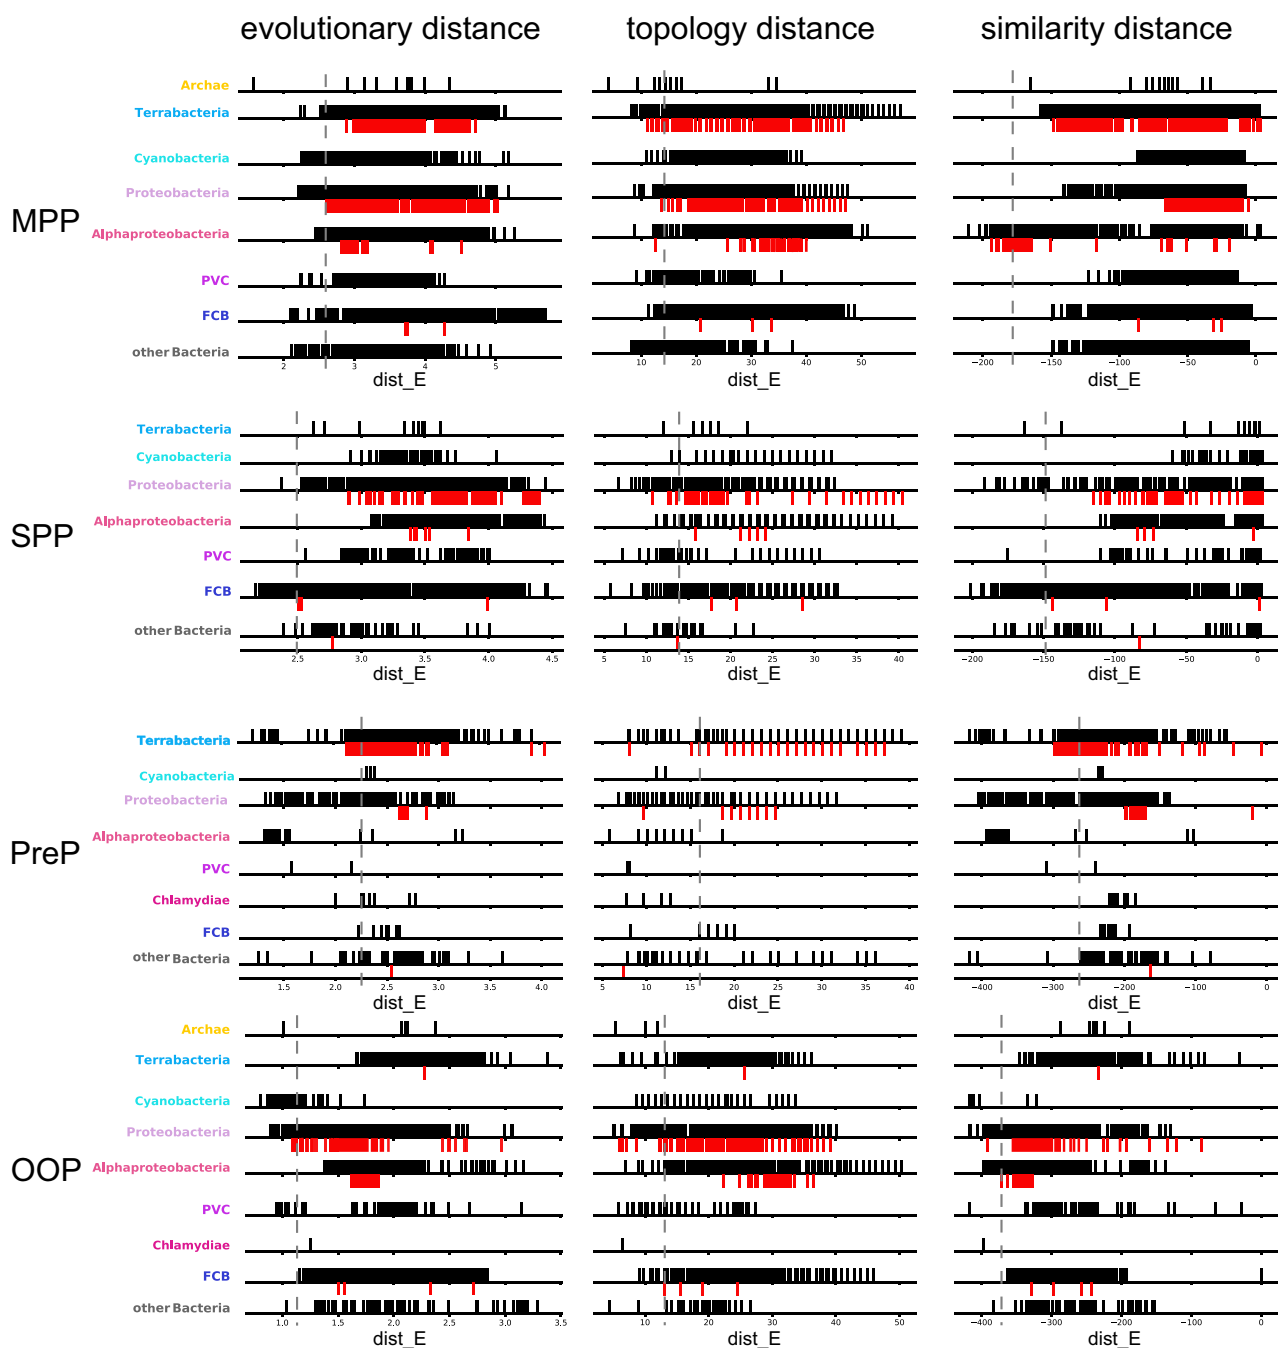 evolutionary distance topology distance similarity distance
Archae
Terrabacteria
Cyanobacteria
Proteobacteria
MPP
Alphaproteobacteria
PVC
FCB
other Bacteria
2 3 4 5 10 30 50 −200 −150 −100 −50 0
dist_E dist_E dist_E
Terrabacteria
Cyanobacteria
Proteobacteria
SPP
Alphaproteobacteria
PVC
FCB
other Bacteria
2.5 3.0 3.5 4.0 4.5 5 10 15 20 25 30 35 40 −200 −150 −100 −50 0
dist_E dist_E dist_E
Terrabacteria
Cyanobacteria
Proteobacteria
Alphaproteobacteria
PreP
PVC
Chlamydiae
FCB
other Bacteria
1.5 2.0 2.5 3.0 3.5 4.0 5 10 15 20 25 30 35 40 −400 −300 −200 −100 0
dist_E dist_E dist_E
Archae
Terrabacteria
Cyanobacteria
Proteobacteria
OOP
Alphaproteobacteria
PVC
Chlamydiae
FCB
other Bacteria
1.0 1.5 2.0 2.5 3.0 3.5 10 20 30 40 50 −400 −300 −200 −100 0
dist_E dist_E dist_E